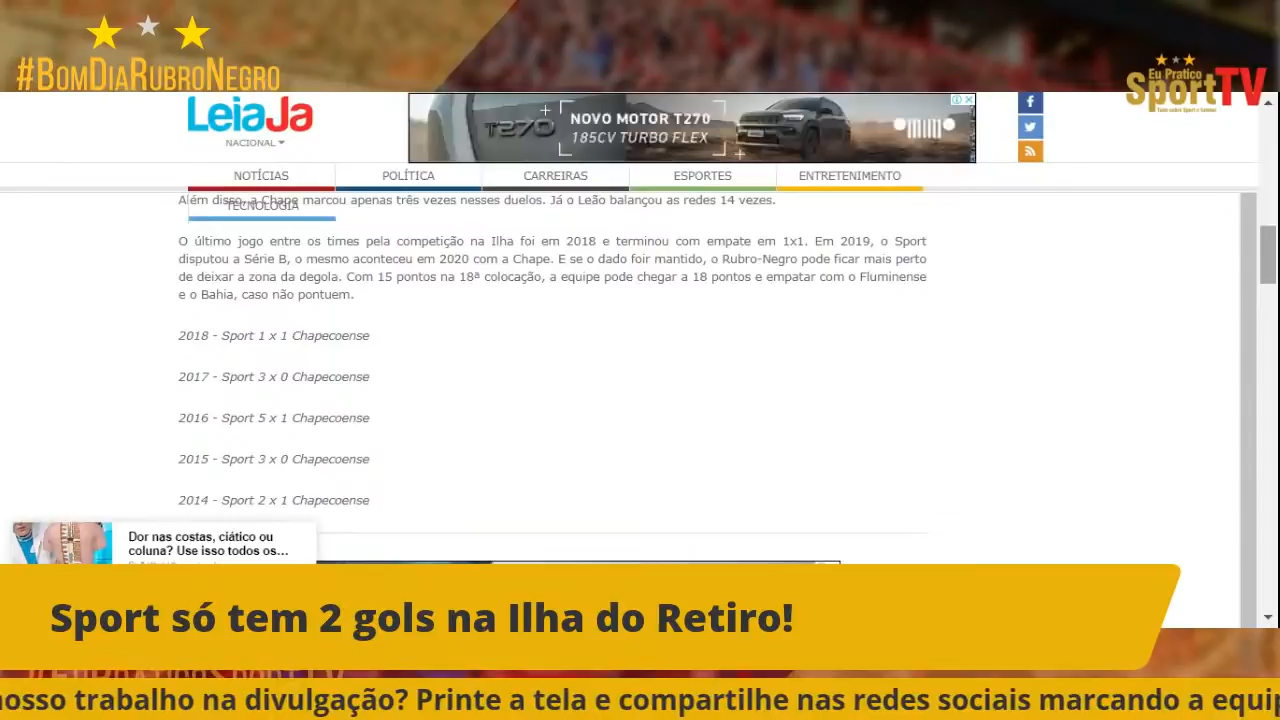 #BOMDIARUBRONEGRO
Eu Pratico
SportTV
Tudo sobre Sport e futebol
LeiaJa
NACIONAL
T270
NOVO MOTOR T270
185CV TURBO FLEX
NOTÍCIAS
POLÍTICA
CARREIRAS
ESPORTES
ENTRETENIMENTO
TECNOLOGIA
Além disso, a Chape marcou apenas três vezes nesses duelos. Já o Leão balançou as redes 14 vezes.
O último jogo entre os times pela competição na Ilha foi em 2018 e terminou com empate em 1x1. Em 2019, o Sport
disputou a Série B, o mesmo aconteceu em 2020 com a Chape. E se o dado foir mantido, o Rubro-Negro pode ficar mais perto
de deixar a zona da degola. Com 15 pontos na 18ª colocação, a equipe pode chegar a 18 pontos e empatar com o Fluminense
e o Bahia, caso não pontuem.
2018 - Sport 1 x 1 Chapecoense
2017 - Sport 3 x 0 Chapecoense
2016 - Sport 5 x 1 Chapecoense
2015 - Sport 3 x 0 Chapecoense
2014 - Sport 2 x 1 Chapecoense
Dor nas costas, ciático ou
coluna? Use isso todos os...
Sport só tem 2 gols na Ilha do Retiro!
#EUPRATICOSPORTTV
nosso trabalho na divulgação? Printe a tela e compartilhe nas redes sociais marcando a equip